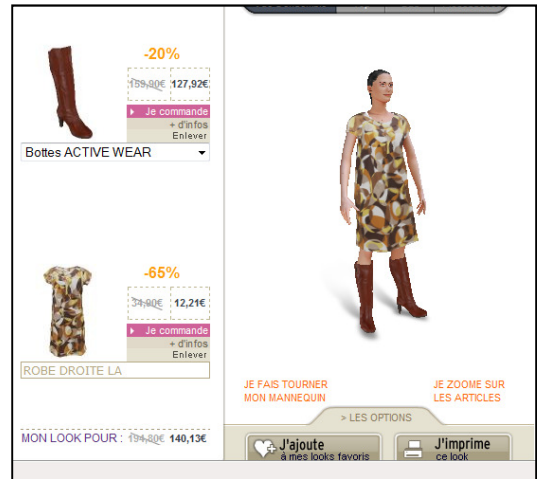 -20%
159,90€ 127,92€
Je commande
+ d'infos
Enlever
Bottes ACTIVE WEAR
-65%
34,90€ 12,21€
Je commande
+ d'infos
Enlever
ROBE DROITE LA
MON LOOK POUR : 194,80€ 140,13€
JE FAIS TOURNER
MON MANNEQUIN
JE ZOOME SUR
LES ARTICLES
> LES OPTIONS
J'ajoute
à mes looks favoris
J'imprime
ce look